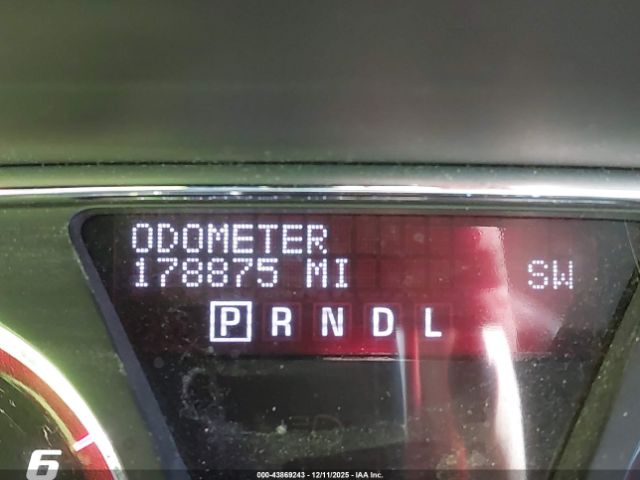 ODOMETER
178875 MI SW
P R N D L
6
000-43869243 - 12/11/2025 - IAA Inc.